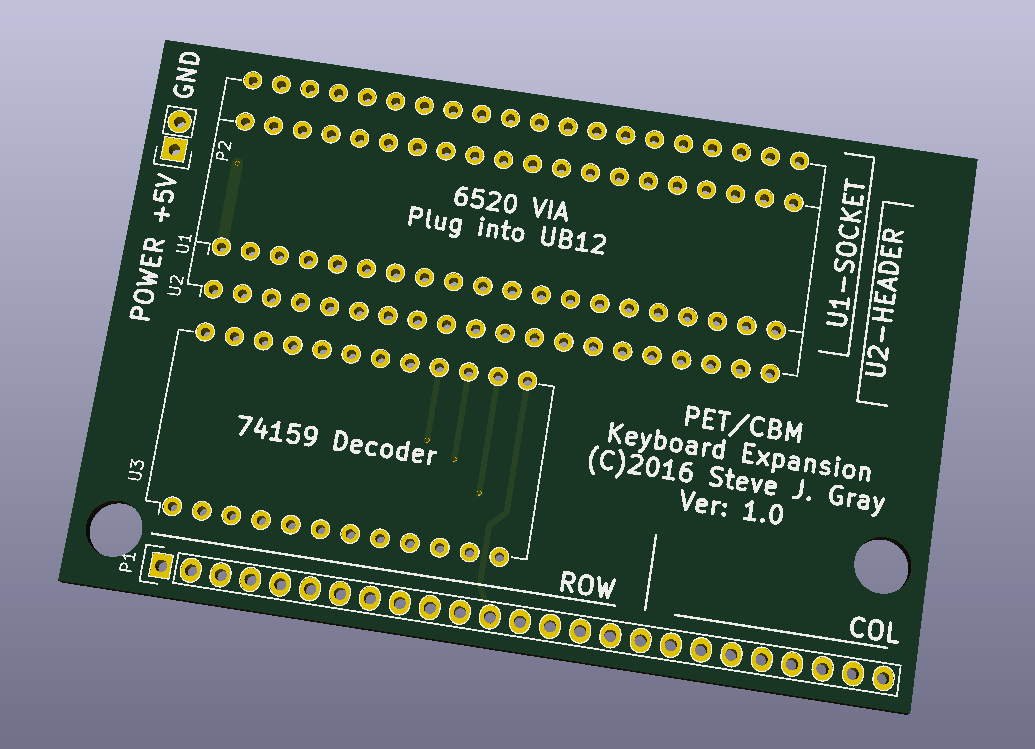 GND
POWER +5V
P2
U1
U2
6520 VIA
Plug into UB12
U1-SOCKET
U2-HEADER
74159 Decoder
U3
PET/CBM
Keyboard Expansion
(C)2016 Steve J. Gray
Ver: 1.0
P1
ROW
COL